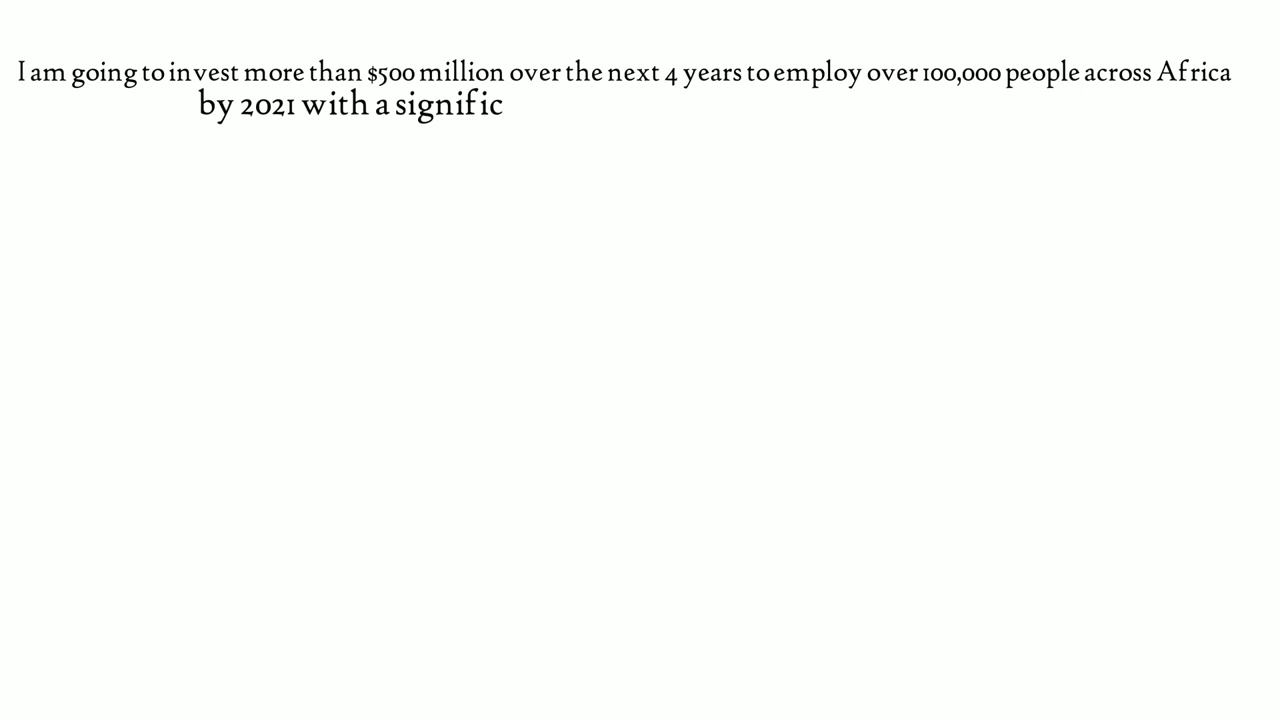 I am going to invest more than $500 million over the next 4 years to employ over 100,000 people across Africa
by 2021 with a signific